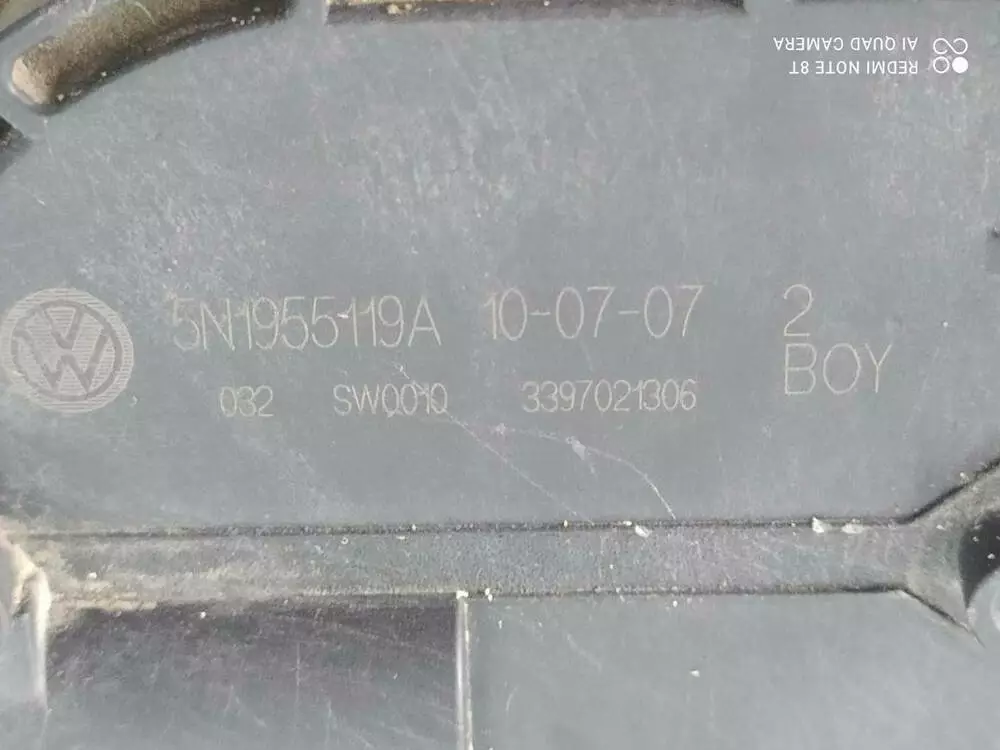 REDMI NOTE 8T
AI QUAD CAMERA
5N1955119A 10-07-07 2
032 SW0010 3397021306 BOY